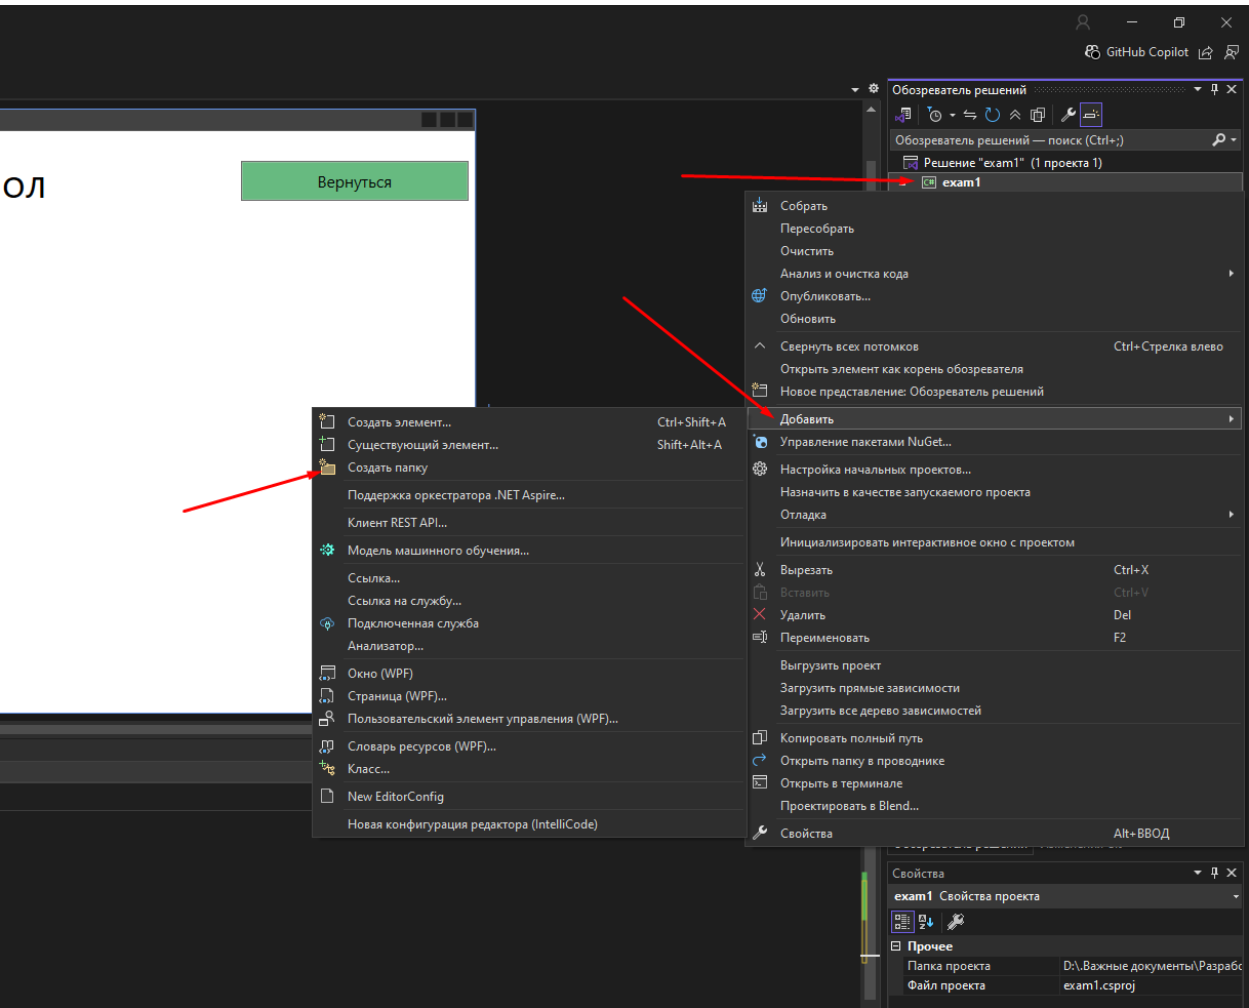 GitHub Copilot
Обозреватель решений
Обозреватель решений — поиск (Ctrl+;)
Решение "exam1" (1 проекта 1)
exam1
ол
Вернуться
Собрать
Пересобрать
Очистить
Анализ и очистка кода
Опубликовать...
Обновить
Свернуть всех потомков Ctrl+Стрелка влево
Открыть элемент как корень обозревателя
Новое представление: Обозреватель решений
Добавить
Управление пакетами NuGet...
Настройка начальных проектов...
Назначить в качестве запускаемого проекта
Отладка
Инициализировать интерактивное окно с проектом
Вырезать Ctrl+X
Вставить Ctrl+V
Удалить Del
Переименовать F2
Выгрузить проект
Загрузить прямые зависимости
Загрузить все дерево зависимостей
Копировать полный путь
Открыть папку в проводнике
Открыть в терминале
Проектировать в Blend...
Свойства Alt+ВВОД
Создать элемент... Ctrl+Shift+A
Существующий элемент... Shift+Alt+A
Создать папку
Поддержка оркестратора .NET Aspire...
Клиент REST API...
Модель машинного обучения...
Ссылка...
Ссылка на службу...
Подключенная служба
Анализатор...
Окно (WPF)
Страница (WPF)...
Пользовательский элемент управления (WPF)...
Словарь ресурсов (WPF)...
Класс...
New EditorConfig
Новая конфигурация редактора (IntelliCode)
Свойства
exam1 Свойства проекта
Прочее
Папка проекта D:\.Важные документы\Разрабо
Файл проекта exam1.csproj